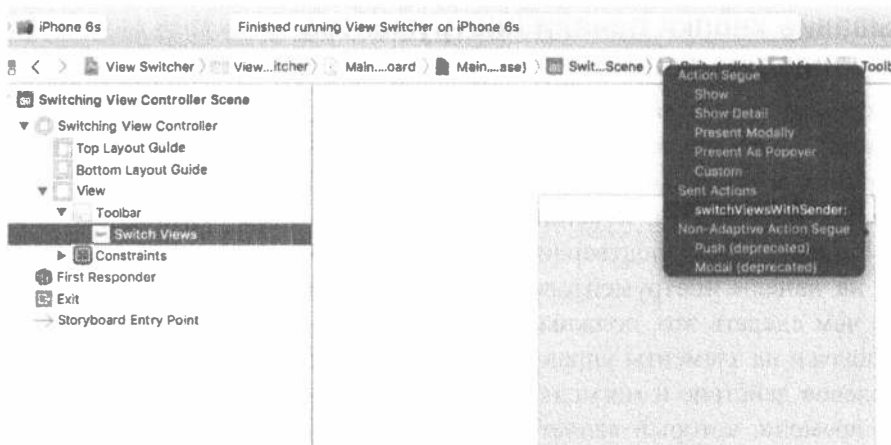 iPhone 6s
Finished running View Switcher on iPhone 6s
View Switcher
View...itcher
Main....oard
Main....ase)
Swit...Scene
Toolb
Switching View Controller Scene
Switching View Controller
Top Layout Guide
Bottom Layout Guide
View
Toolbar
Switch Views
Constraints
First Responder
Exit
Storyboard Entry Point
Action Segue
Show
Show Detail
Present Modally
Present As Popover
Custom
Sent Actions
switchViewsWithSender:
Non-Adaptive Action Segue
Push (deprecated)
Modal (deprecated)